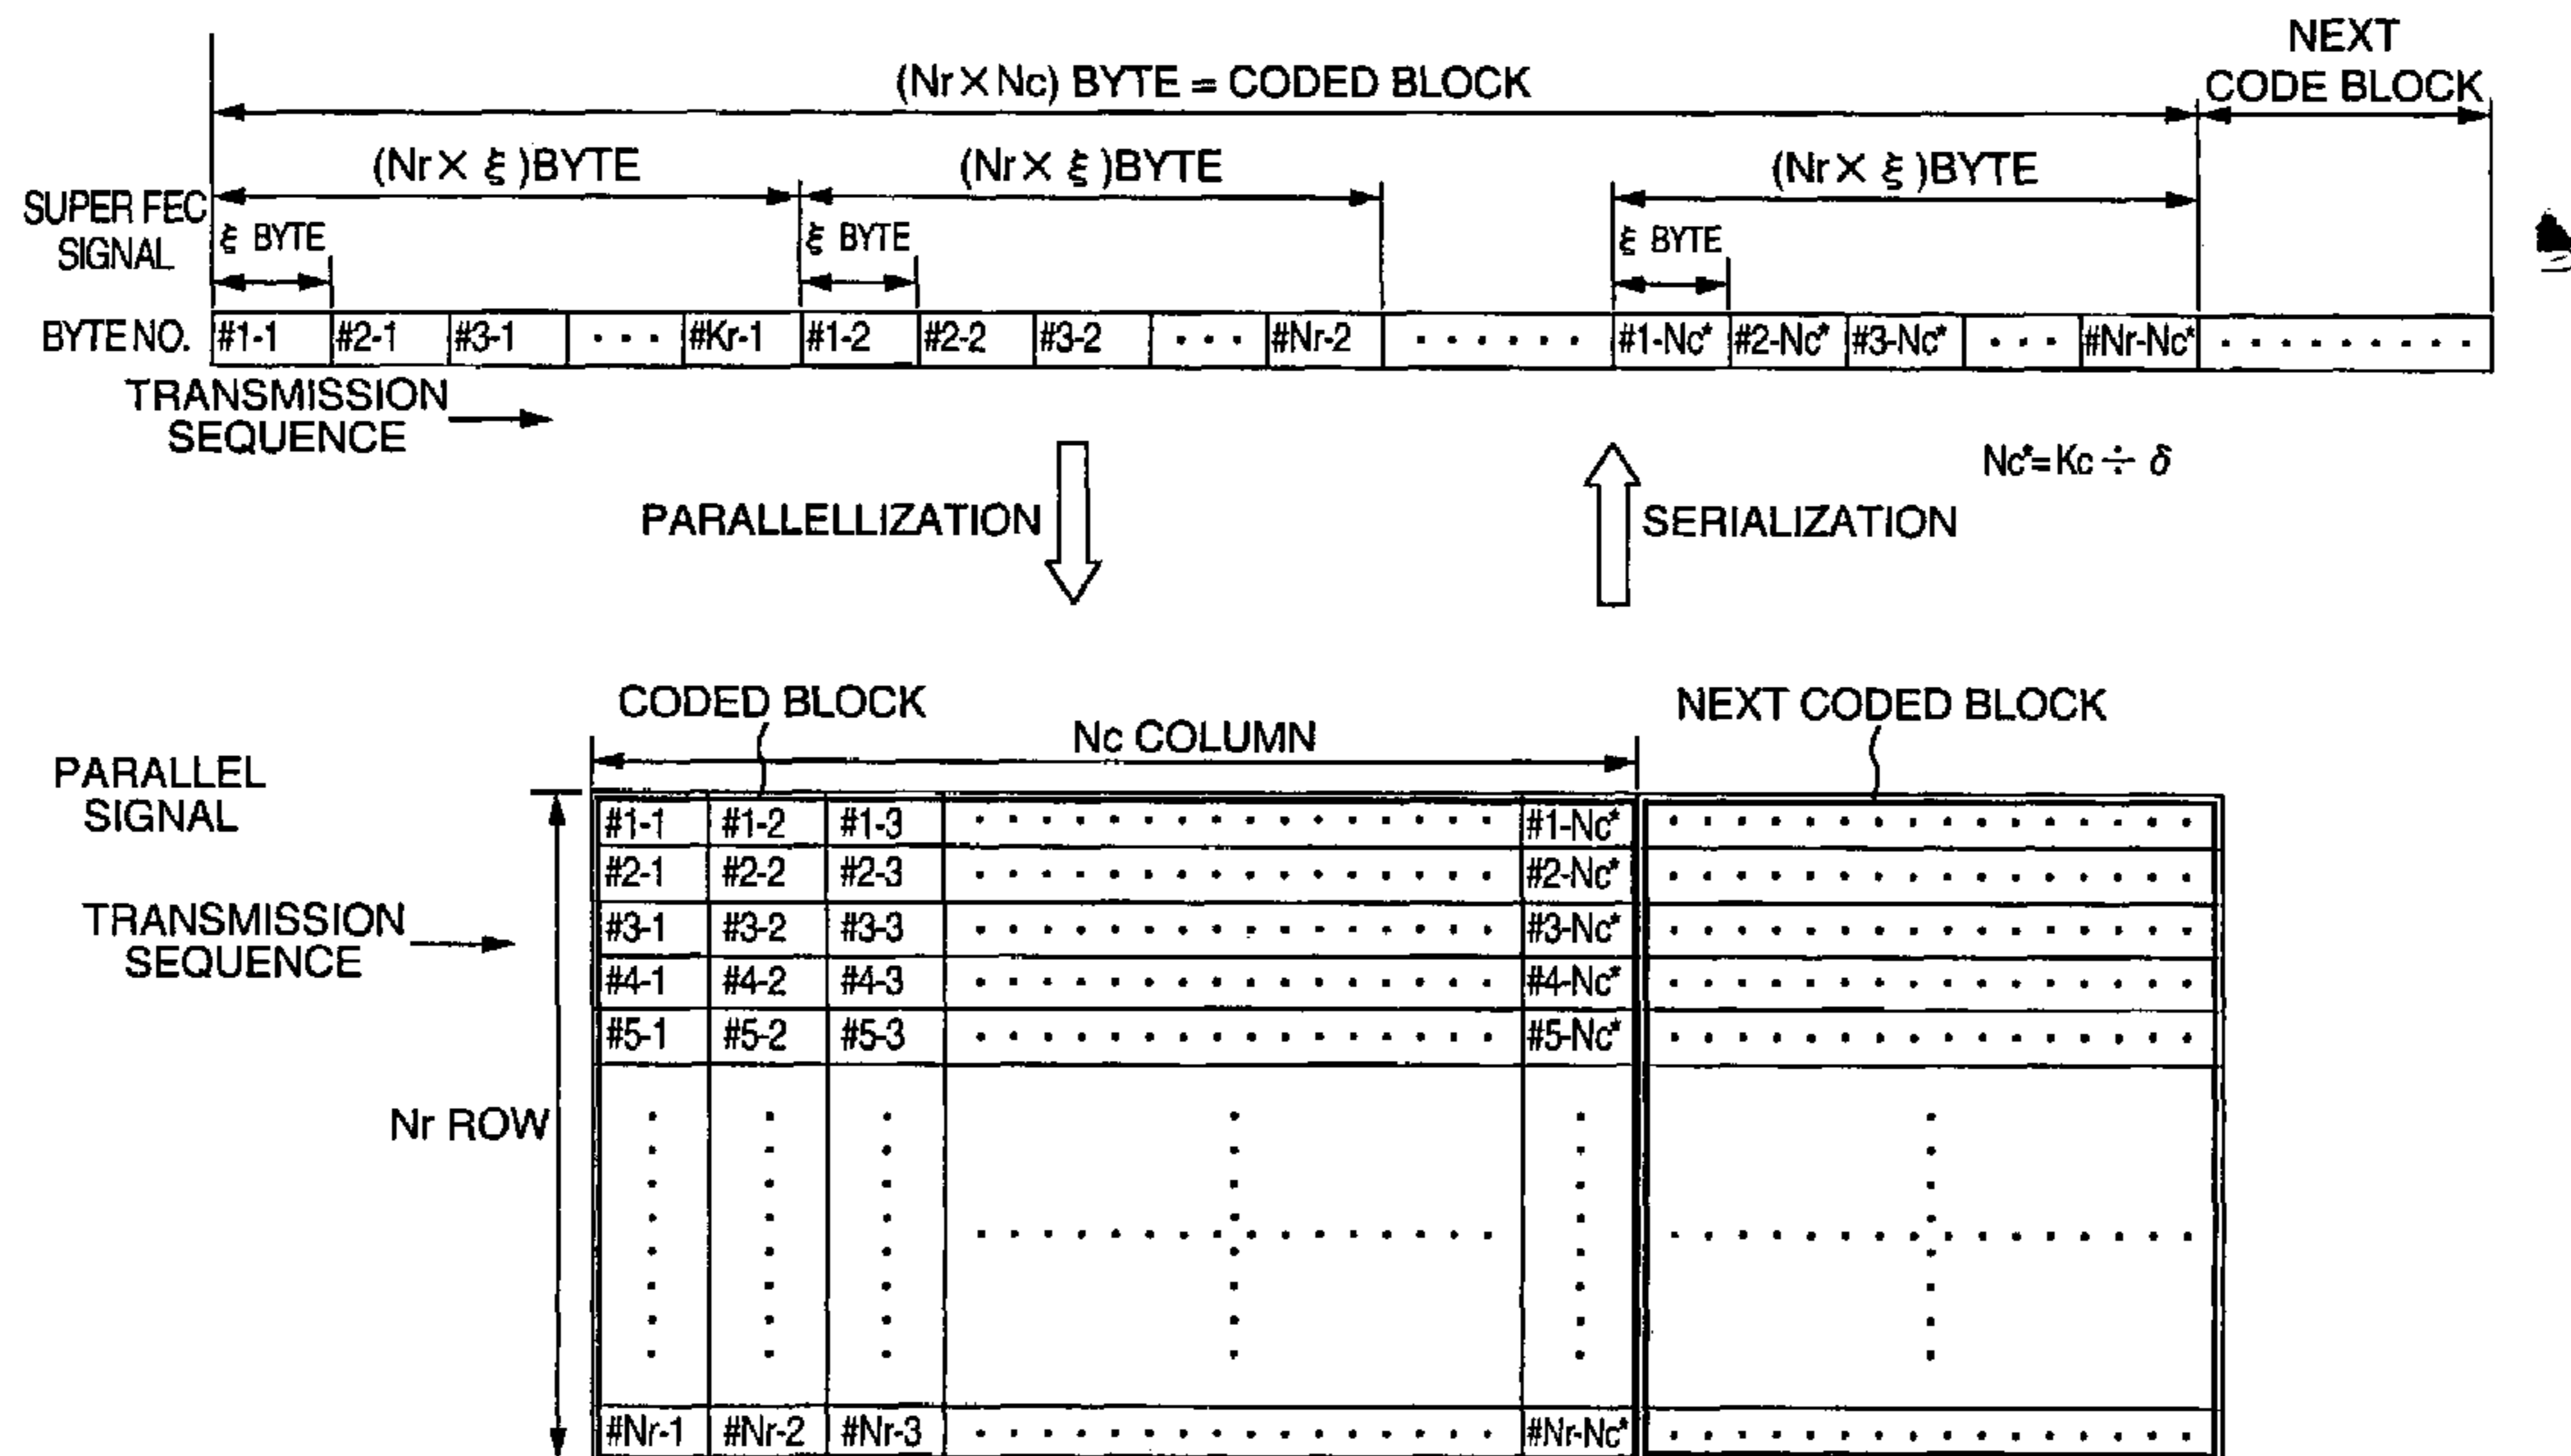 NEXT
CODE BLOCK
(Nr×Nc) BYTE = CODED BLOCK
(Nr× ξ )BYTE (Nr× ξ )BYTE (Nr× ξ )BYTE
SUPER FEC
SIGNAL
ξ BYTE ξ BYTE ξ BYTE
BYTE NO. #1-1 #2-1 #3-1 ··· #Kr-1 #1-2 #2-2 #3-2 ··· #Nr-2 ······ #1-Nc* #2-Nc* #3-Nc* ··· #Nr-Nc* ·········
TRANSMISSION
SEQUENCE
Nc*=Kc ÷ δ
PARALLELLIZATION
SERIALIZATION
CODED BLOCK
Nc COLUMN
NEXT CODED BLOCK
PARALLEL
SIGNAL
#1-1 #1-2 #1-3 ················ #1-Nc* ················
#2-1 #2-2 #2-3 ················ #2-Nc* ················
TRANSMISSION
SEQUENCE
#3-1 #3-2 #3-3 ················ #3-Nc* ················
#4-1 #4-2 #4-3 ················ #4-Nc* ················
#5-1 #5-2 #5-3 ················ #5-Nc* ················
Nr ROW
#Nr-1 #Nr-2 #Nr-3 ················ #Nr-Nc* ················